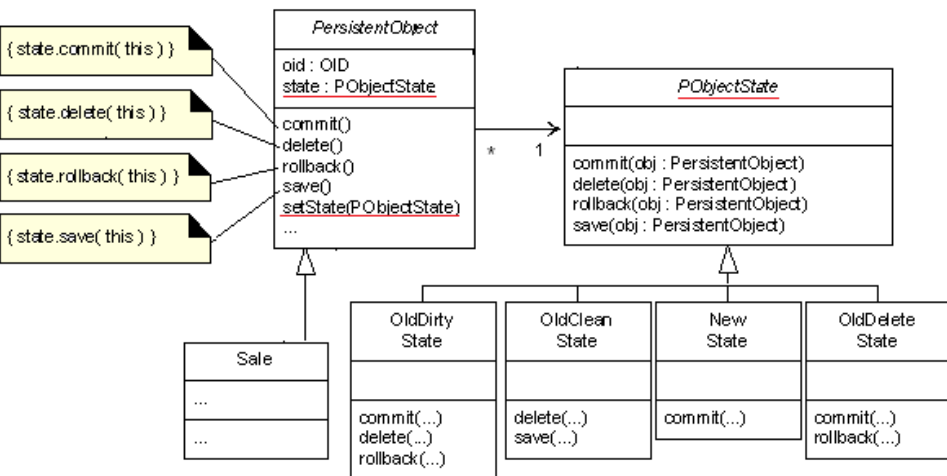 { state.commit( this ) }
{ state.delete( this ) }
{ state.rollback( this ) }
{ state.save( this ) }
PersistentObject
oid : OID
state : PObjectState
commit()
delete()
rollback()
save()
setState(PObjectState)
...
*
1
PObjectState
commit(obj : PersistentObject)
delete(obj : PersistentObject)
rollback(obj : PersistentObject)
save(obj : PersistentObject)
Sale
...
...
OldDirty
State
commit(...)
delete(...)
rollback(...)
OldClean
State
delete(...)
save(...)
New
State
commit(...)
OldDelete
State
commit(...)
rollback(...)